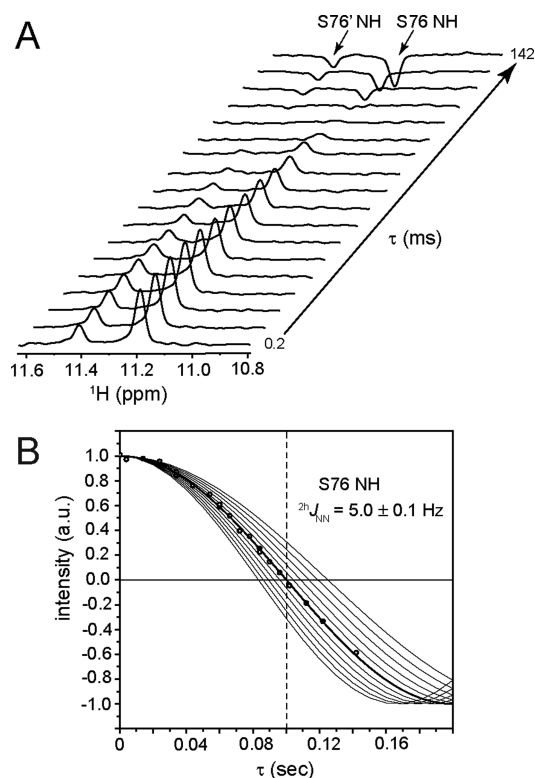 A
S76' NH S76 NH
142
τ (ms)
0.2
11.6 11.4 11.2 11.0 10.8
¹H (ppm)
B
S76 NH
²ʰJNN = 5.0 ± 0.1 Hz
intensity (a.u.)
1.0
0.8
0.6
0.4
0.2
0.0
-0.2
-0.4
-0.6
-0.8
-1.0
0 0.04 0.08 0.12 0.16
τ (sec)